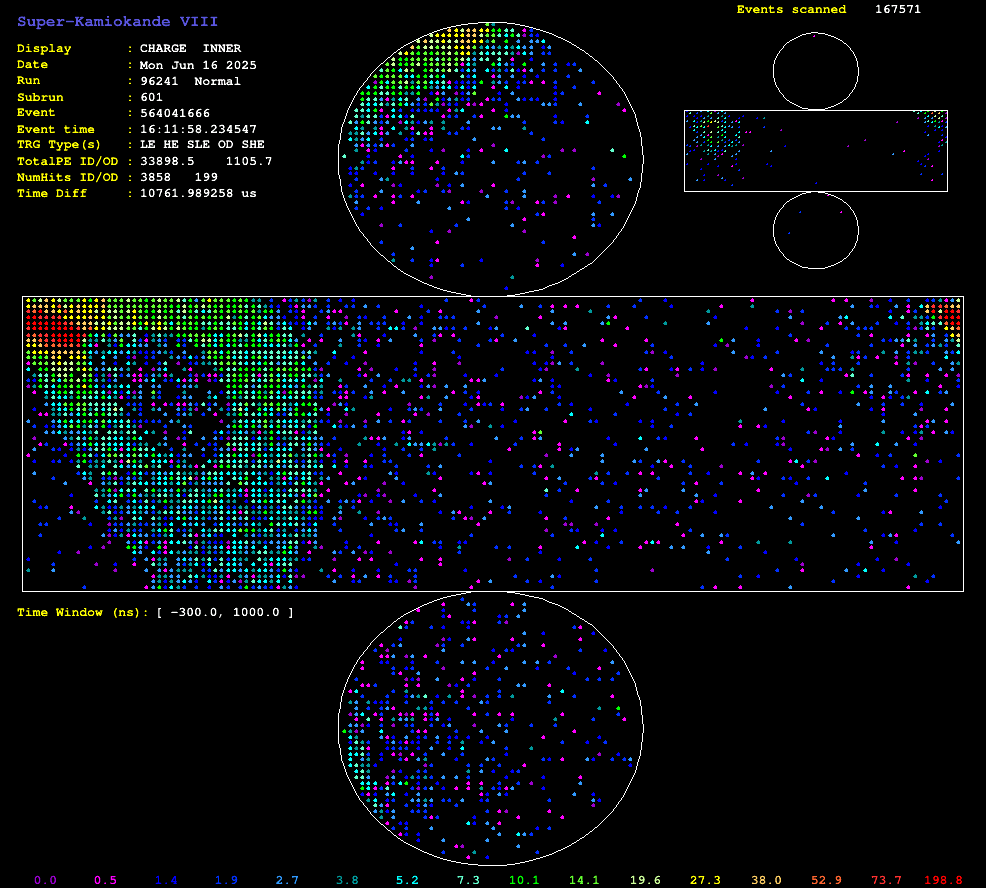 Super-Kamiokande VIII
Display : CHARGE INNER
Date : Mon Jun 16 2025
Run : 96241 Normal
Subrun : 601
Event : 564041666
Event time : 16:11:58.234547
TRG Type(s) : LE HE SLE OD SHE
TotalPE ID/OD : 33898.5 1105.7
NumHits ID/OD : 3858 199
Time Diff : 10761.989258 us
Events scanned 167571
Time Window (ns): [ -300.0, 1000.0 ]
0.0 0.5 1.4 1.9 2.7 3.8 5.2 7.3 10.1 14.1 19.6 27.3 38.0 52.9 73.7 198.8